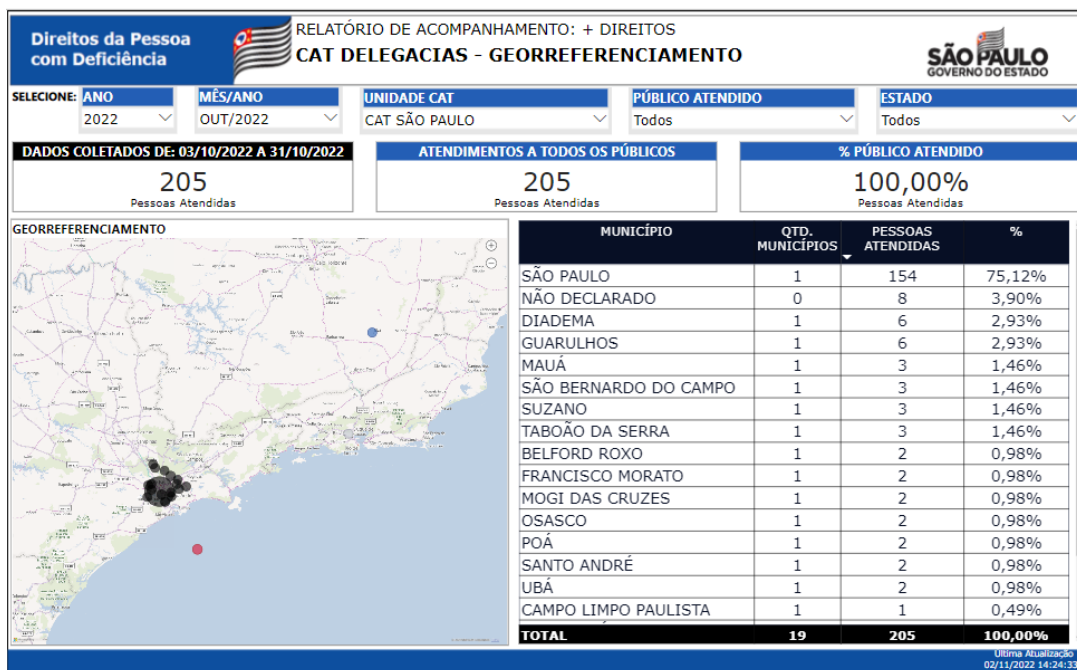 Direitos da Pessoa
com Deficiência
RELATÓRIO DE ACOMPANHAMENTO: + DIREITOS
CAT DELEGACIAS - GEORREFERENCIAMENTO
SÃO PAULO
GOVERNO DO ESTADO
SELECIONE: ANO MÊS/ANO UNIDADE CAT PÚBLICO ATENDIDO ESTADO
2022 OUT/2022 CAT SÃO PAULO Todos Todos
DADOS COLETADOS DE: 03/10/2022 A 31/10/2022 ATENDIMENTOS A TODOS OS PÚBLICOS % PÚBLICO ATENDIDO
205 205 100,00%
Pessoas Atendidas Pessoas Atendidas Pessoas Atendidas
GEORREFERENCIAMENTO
MUNICÍPIO QTD. MUNICÍPIOS PESSOAS ATENDIDAS %
SÃO PAULO 1 154 75,12%
NÃO DECLARADO 0 8 3,90%
DIADEMA 1 6 2,93%
GUARULHOS 1 6 2,93%
MAUÁ 1 3 1,46%
SÃO BERNARDO DO CAMPO 1 3 1,46%
SUZANO 1 3 1,46%
TABOÃO DA SERRA 1 3 1,46%
BELFORD ROXO 1 2 0,98%
FRANCISCO MORATO 1 2 0,98%
MOGI DAS CRUZES 1 2 0,98%
OSASCO 1 2 0,98%
POÁ 1 2 0,98%
SANTO ANDRÉ 1 2 0,98%
UBÁ 1 2 0,98%
CAMPO LIMPO PAULISTA 1 1 0,49%
TOTAL 19 205 100,00%
Última Atualização
02/11/2022 14:24:33